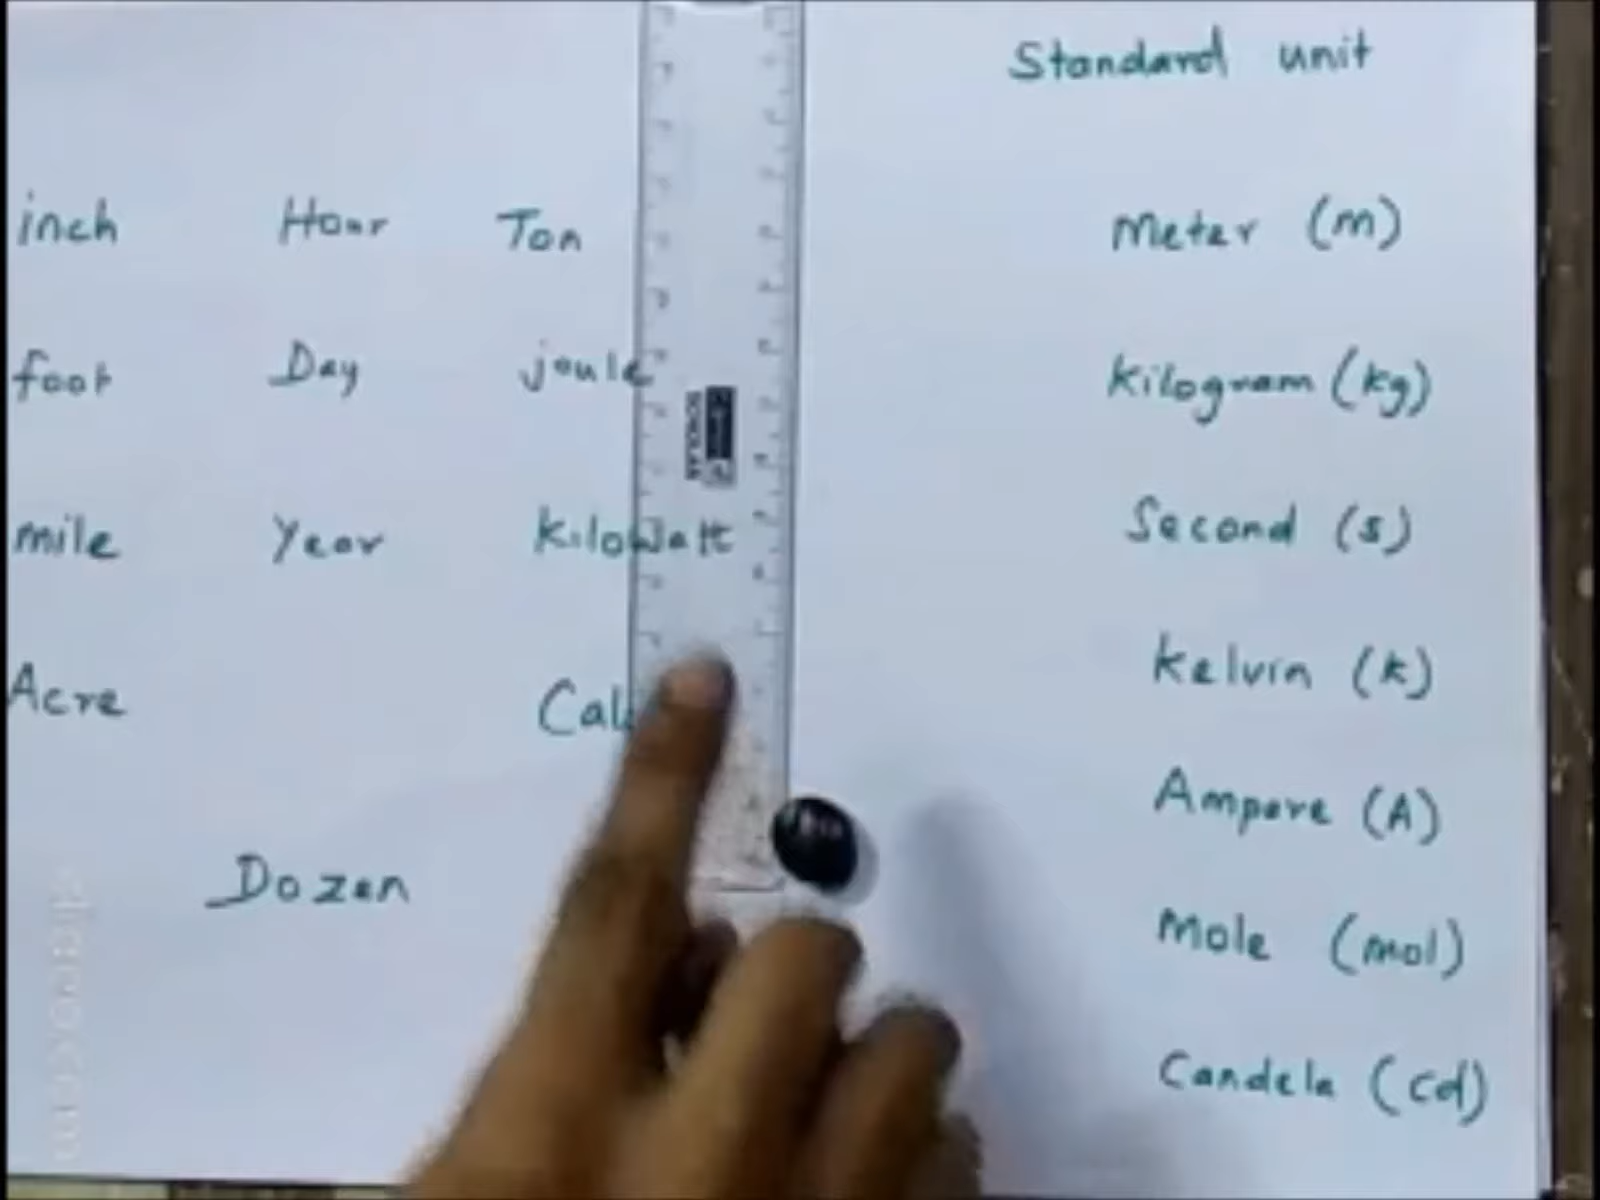 Standard unit
inch Hour Ton
Meter (m)
foot Day joule
Kilogram (kg)
mile Year Kilowatt
Second (s)
Acre Cal
Kelvin (k)
Ampere (A)
Dozen
Mole (mol)
Candela (cd)